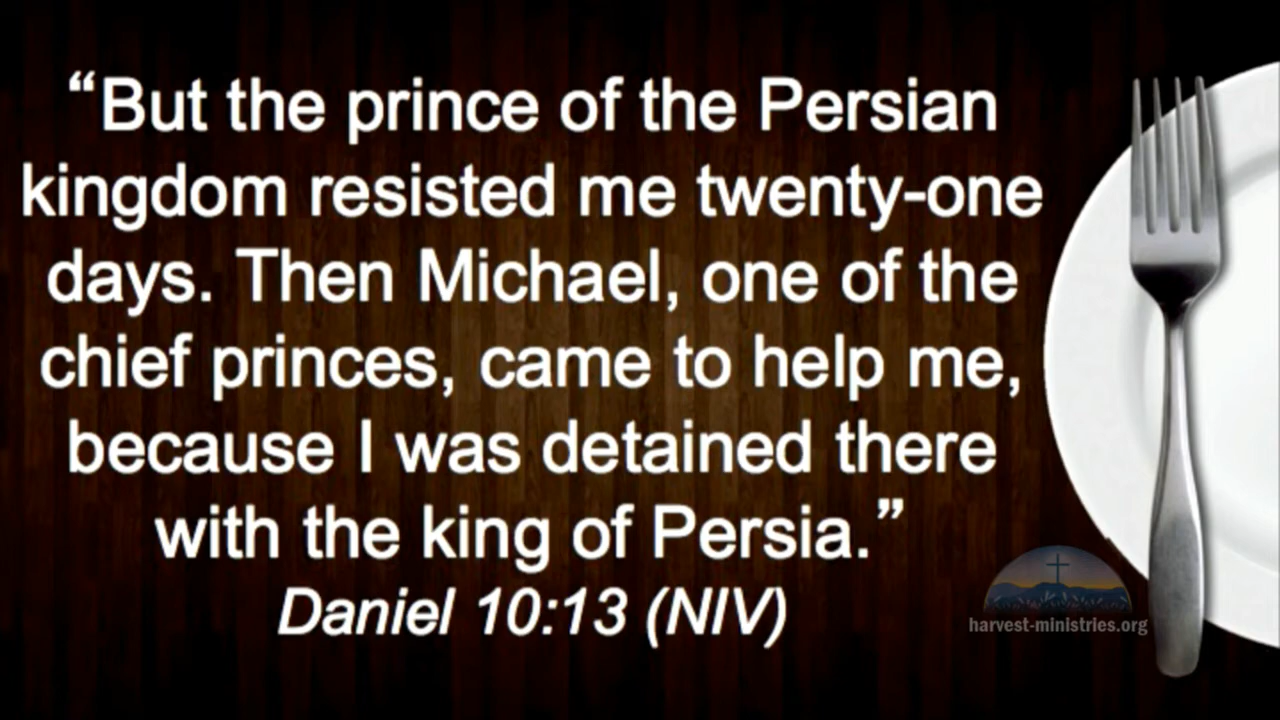 “But the prince of the Persian
kingdom resisted me twenty-one
days. Then Michael, one of the
chief princes, came to help me,
because I was detained there
with the king of Persia.”
Daniel 10:13 (NIV)
harvest-ministries.org